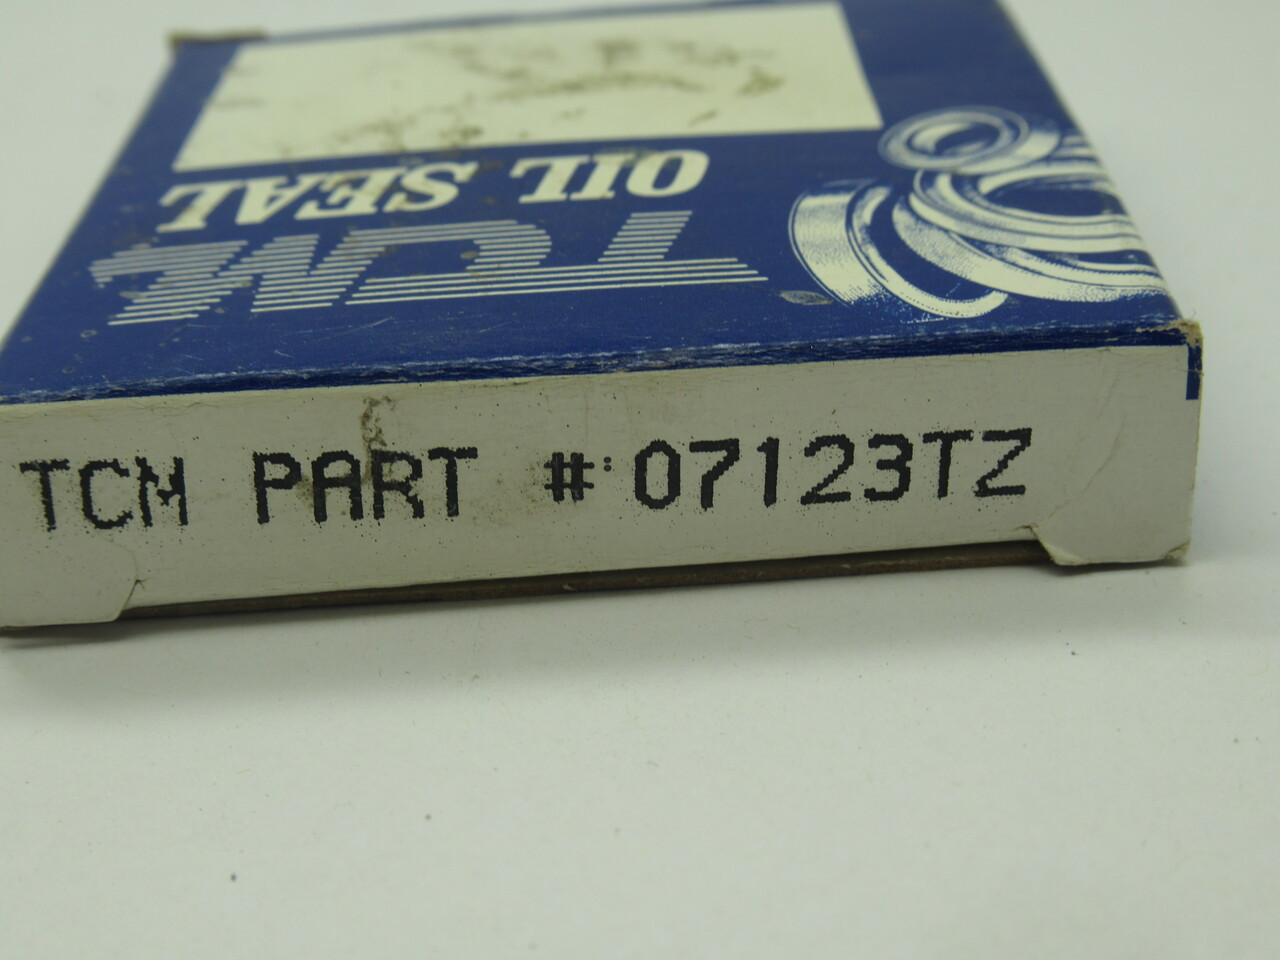 OIL SEAL
TCM
TCM PART #:07123TZ